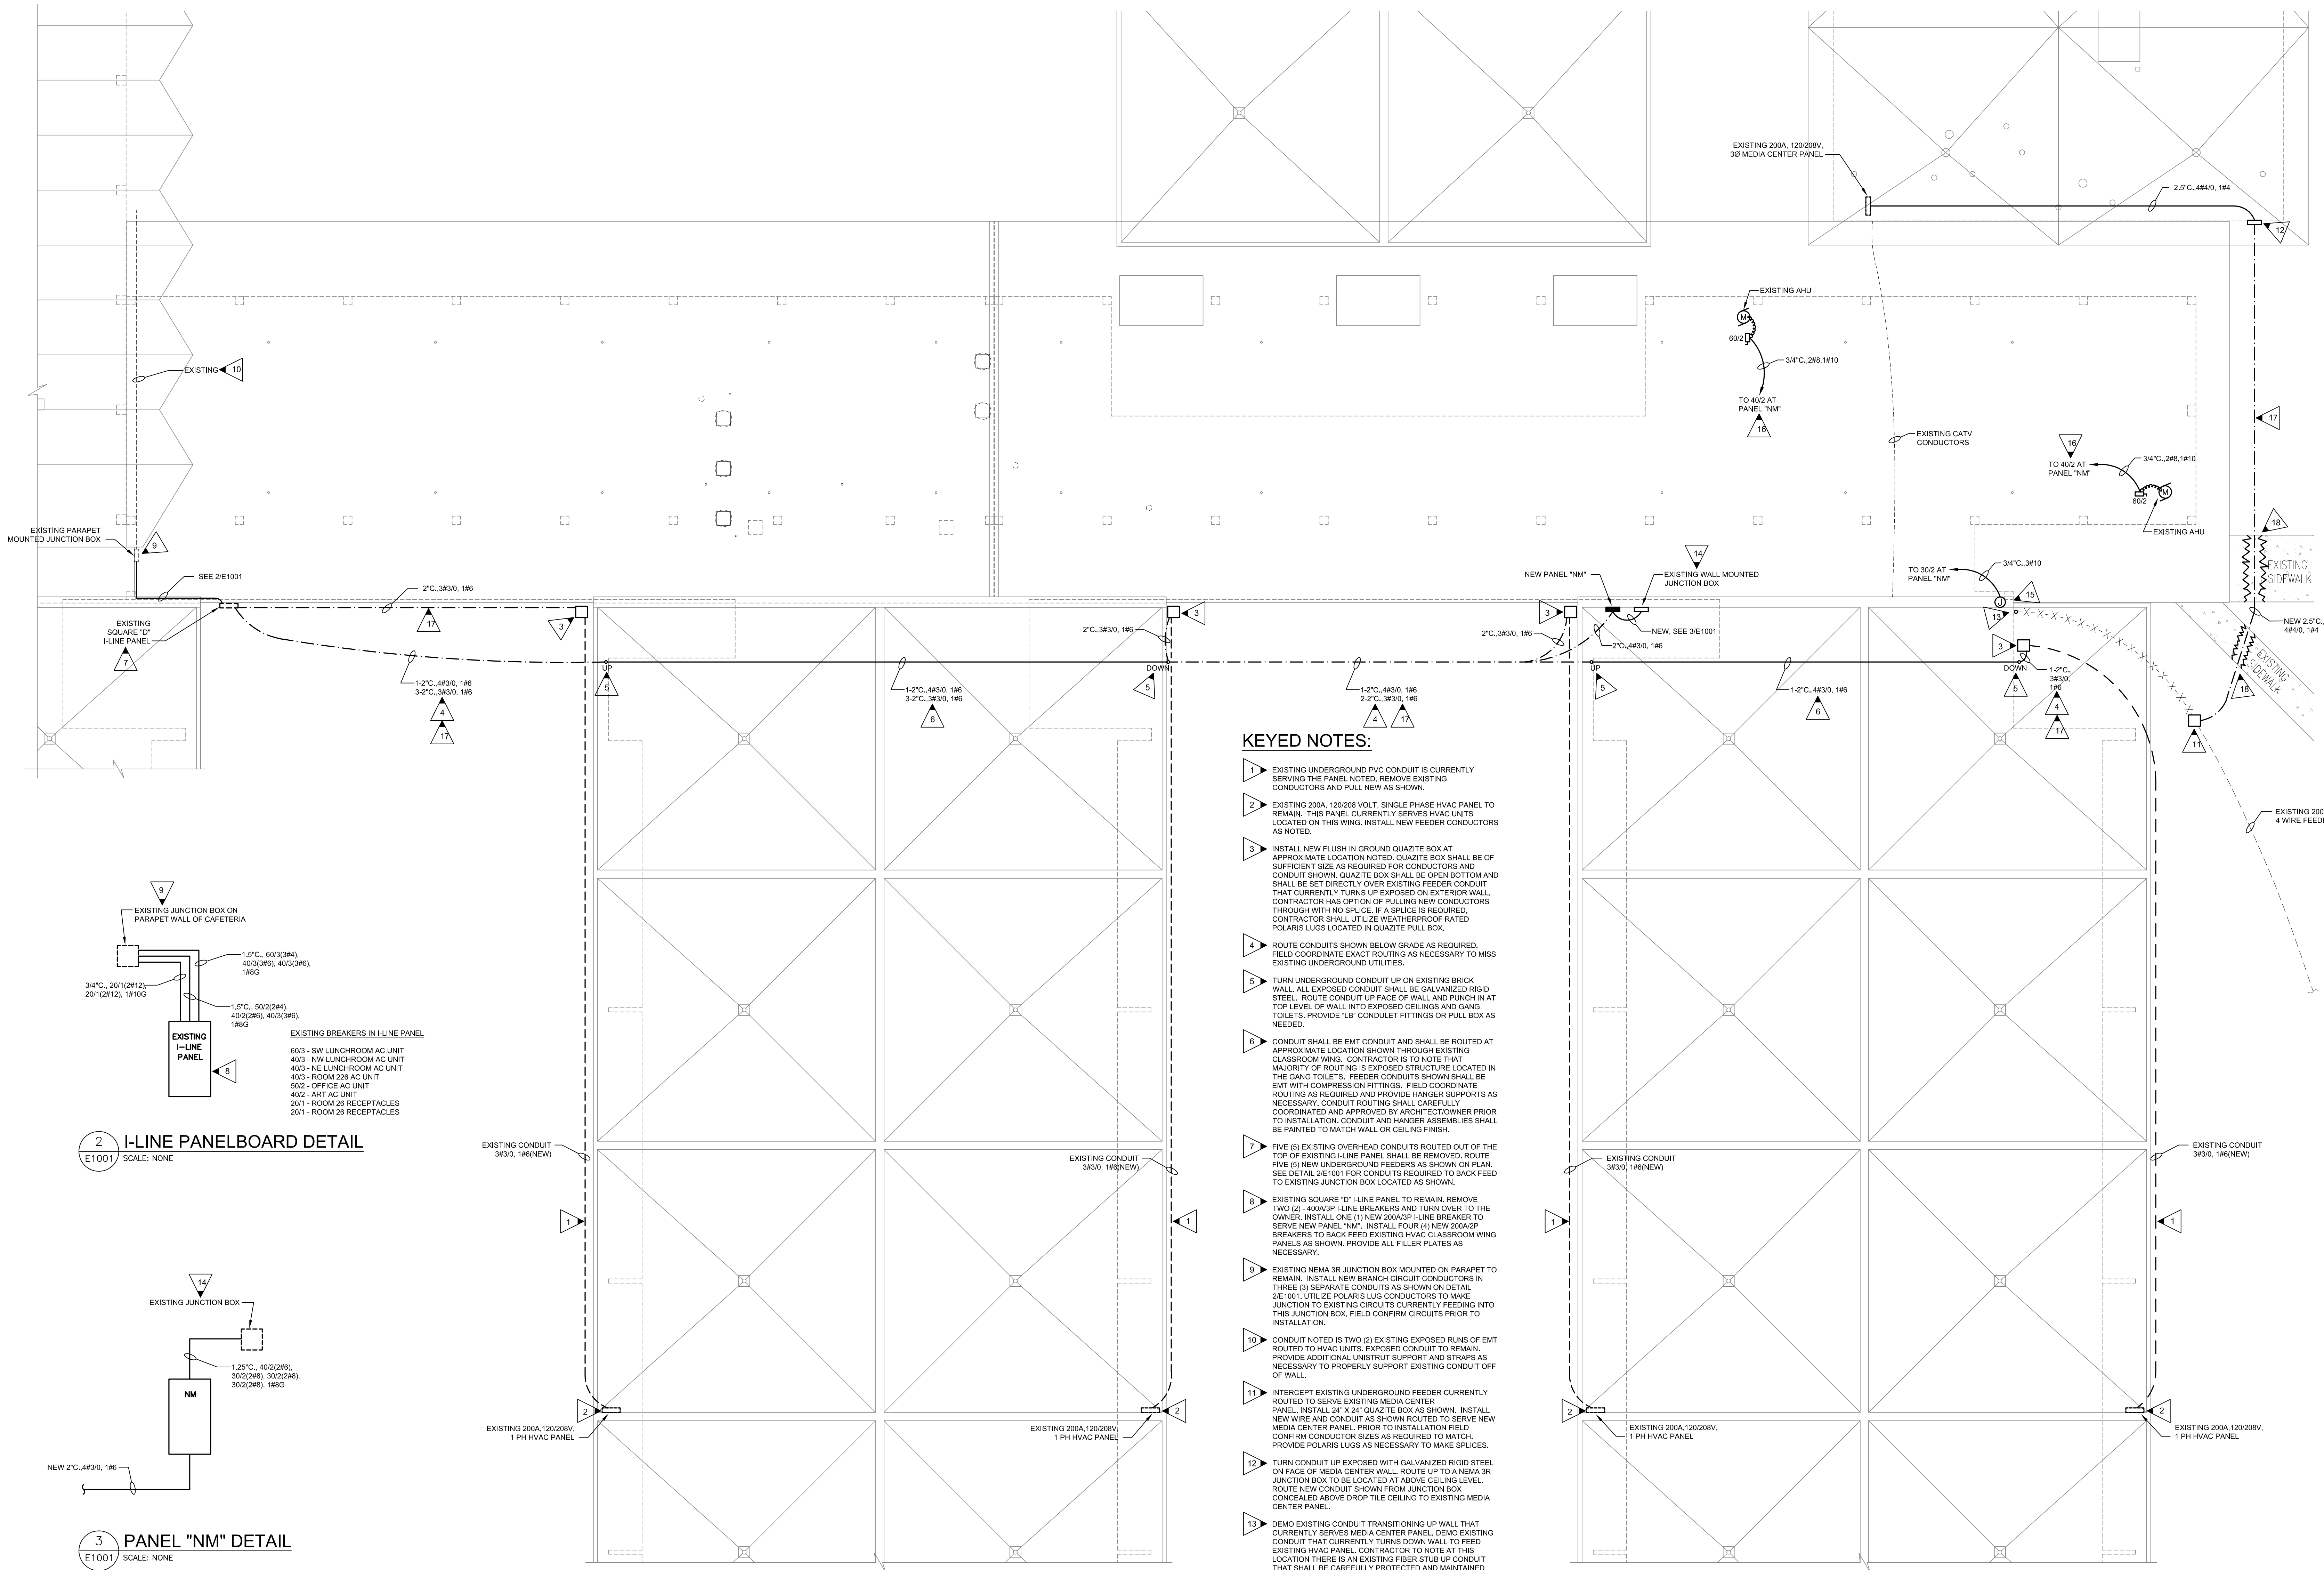 EXISTING 200A, 120/208V,
3Ø MEDIA CENTER PANEL
2.5"C.,4#4/0, 1#4
12
EXISTING AHU
M
60/2
3/4"C.,2#8,1#10
TO 40/2 AT
PANEL "NM"
16
EXISTING
10
EXISTING CATV
CONDUCTORS
17
16
TO 40/2 AT
PANEL "NM"
3/4"C.,2#8,1#10
60/2
M
EXISTING AHU
18
EXISTING
SIDEWALK
EXISTING PARAPET
MOUNTED JUNCTION BOX
9
SEE 2/E1001
2"C.,3#3/0, 1#6
17
EXISTING
SQUARE "D"
I-LINE PANEL
7
3
1-2"C.,4#3/0, 1#6
3-2"C.,3#3/0, 1#6
4
17
UP
5
1-2"C.,4#3/0, 1#6
3-2"C.,3#3/0, 1#6
6
2"C.,3#3/0, 1#6
3
DOWN
5
1-2"C.,4#3/0, 1#6
2-2"C.,3#3/0, 1#6
4
17
2"C.,3#3/0, 1#6
3
NEW PANEL "NM"
14
EXISTING WALL MOUNTED
JUNCTION BOX
NEW, SEE 3/E1001
2"C.,4#3/0, 1#6
UP
5
1-2"C.,4#3/0, 1#6
6
TO 30/2 AT
PANEL "NM"
3/4"C.,3#10
J
15
13
3
DOWN
5
1-2"C.,
3#3/0,
1#6
4
17
EXISTING
SIDEWALK
NEW 2.5"C.,
4#4/0, 1#4
18
11
EXISTING 200
4 WIRE FEED
KEYED NOTES:
1 EXISTING UNDERGROUND PVC CONDUIT IS CURRENTLY
SERVING THE PANEL NOTED. REMOVE EXISTING
CONDUCTORS AND PULL NEW AS SHOWN.
2 EXISTING 200A, 120/208 VOLT, SINGLE PHASE HVAC PANEL TO
REMAIN. THIS PANEL CURRENTLY SERVES HVAC UNITS
LOCATED ON THIS WING. INSTALL NEW FEEDER CONDUCTORS
AS NOTED.
3 INSTALL NEW FLUSH IN GROUND QUAZITE BOX AT
APPROXIMATE LOCATION NOTED. QUAZITE BOX SHALL BE OF
SUFFICIENT SIZE AS REQUIRED FOR CONDUCTORS AND
CONDUIT SHOWN. QUAZITE BOX SHALL BE OPEN BOTTOM AND
SHALL BE SET DIRECTLY OVER EXISTING FEEDER CONDUIT
THAT CURRENTLY TURNS UP EXPOSED ON EXTERIOR WALL.
CONTRACTOR HAS OPTION OF PULLING NEW CONDUCTORS
THROUGH WITH NO SPLICE. IF A SPLICE IS REQUIRED,
CONTRACTOR SHALL UTILIZE WEATHERPROOF RATED
POLARIS LUGS LOCATED IN QUAZITE PULL BOX.
4 ROUTE CONDUITS SHOWN BELOW GRADE AS REQUIRED.
FIELD COORDINATE EXACT ROUTING AS NECESSARY TO MISS
EXISTING UNDERGROUND UTILITIES.
5 TURN UNDERGROUND CONDUIT UP ON EXISTING BRICK
WALL. ALL EXPOSED CONDUIT SHALL BE GALVANIZED RIGID
STEEL. ROUTE CONDUIT UP FACE OF WALL AND PUNCH IN AT
TOP LEVEL OF WALL INTO EXPOSED CEILINGS AND GANG
TOILETS. PROVIDE "LB" CONDULET FITTINGS OR PULL BOX AS
NEEDED.
6 CONDUIT SHALL BE EMT CONDUIT AND SHALL BE ROUTED AT
APPROXIMATE LOCATION SHOWN THROUGH EXISTING
CLASSROOM WING. CONTRACTOR IS TO NOTE THAT
MAJORITY OF ROUTING IS EXPOSED STRUCTURE LOCATED IN
THE GANG TOILETS. FEEDER CONDUITS SHOWN SHALL BE
EMT WITH COMPRESSION FITTINGS. FIELD COORDINATE
ROUTING AS REQUIRED AND PROVIDE HANGER SUPPORTS AS
NECESSARY. CONDUIT ROUTING SHALL CAREFULLY
COORDINATED AND APPROVED BY ARCHITECT/OWNER PRIOR
TO INSTALLATION. CONDUIT AND HANGER ASSEMBLIES SHALL
BE PAINTED TO MATCH WALL OR CEILING FINISH.
7 FIVE (5) EXISTING OVERHEAD CONDUITS ROUTED OUT OF THE
TOP OF EXISTING I-LINE PANEL SHALL BE REMOVED. ROUTE
FIVE (5) NEW UNDERGROUND FEEDERS AS SHOWN ON PLAN.
SEE DETAIL 2/E1001 FOR CONDUITS REQUIRED TO BACK FEED
TO EXISTING JUNCTION BOX LOCATED AS SHOWN.
8 EXISTING SQUARE "D" I-LINE PANEL TO REMAIN. REMOVE
TWO (2) - 400A/3P I-LINE BREAKERS AND TURN OVER TO THE
OWNER. INSTALL ONE (1) NEW 200A/3P I-LINE BREAKER TO
SERVE NEW PANEL "NM". INSTALL FOUR (4) NEW 200A/2P
BREAKERS TO BACK FEED EXISTING HVAC CLASSROOM WING
PANELS AS SHOWN. PROVIDE ALL FILLER PLATES AS
NECESSARY.
9 EXISTING NEMA 3R JUNCTION BOX MOUNTED ON PARAPET TO
REMAIN. INSTALL NEW BRANCH CIRCUIT CONDUCTORS IN
THREE (3) SEPARATE CONDUITS AS SHOWN ON DETAIL
2/E1001. UTILIZE POLARIS LUG CONDUCTORS TO MAKE
JUNCTION TO EXISTING CIRCUITS CURRENTLY FEEDING INTO
THIS JUNCTION BOX. FIELD CONFIRM CIRCUITS PRIOR TO
INSTALLATION.
10 CONDUIT NOTED IS TWO (2) EXISTING EXPOSED RUNS OF EMT
ROUTED TO HVAC UNITS. EXPOSED CONDUIT TO REMAIN.
PROVIDE ADDITIONAL UNISTRUT SUPPORT AND STRAPS AS
NECESSARY TO PROPERLY SUPPORT EXISTING CONDUIT OFF
OF WALL.
11 INTERCEPT EXISTING UNDERGROUND FEEDER CURRENTLY
ROUTED TO SERVE EXISTING MEDIA CENTER
PANEL. INSTALL 24" X 24" QUAZITE BOX AS SHOWN. INSTALL
NEW WIRE AND CONDUIT AS SHOWN ROUTED TO SERVE NEW
MEDIA CENTER PANEL. PRIOR TO INSTALLATION FIELD
CONFIRM CONDUCTOR SIZES AS REQUIRED TO MATCH.
PROVIDE POLARIS LUGS AS NECESSARY TO MAKE SPLICES.
12 TURN CONDUIT UP EXPOSED WITH GALVANIZED RIGID STEEL
ON FACE OF MEDIA CENTER WALL. ROUTE UP TO A NEMA 3R
JUNCTION BOX TO BE LOCATED AT ABOVE CEILING LEVEL.
ROUTE NEW CONDUIT SHOWN FROM JUNCTION BOX
CONCEALED ABOVE DROP TILE CEILING TO EXISTING MEDIA
CENTER PANEL.
13 DEMO EXISTING CONDUIT TRANSITIONING UP WALL THAT
CURRENTLY SERVES MEDIA CENTER PANEL. DEMO EXISTING
CONDUIT THAT CURRENTLY TURNS DOWN WALL TO FEED
EXISTING HVAC PANEL. CONTRACTOR TO NOTE AT THIS
LOCATION THERE IS AN EXISTING FIBER STUB UP CONDUIT
THAT SHALL BE CAREFULLY PROTECTED AND MAINTAINED
9
EXISTING JUNCTION BOX ON
PARAPET WALL OF CAFETERIA
1.5"C., 60/3(3#4),
40/3(3#6), 40/3(3#6),
1#8G
3/4"C., 20/1(2#12),
20/1(2#12), 1#10G
1.5"C., 50/2(2#4),
40/2(2#6), 40/3(3#6),
1#8G
EXISTING
I-LINE
PANEL
8
EXISTING BREAKERS IN I-LINE PANEL
60/3 - SW LUNCHROOM AC UNIT
40/3 - NW LUNCHROOM AC UNIT
40/3 - NE LUNCHROOM AC UNIT
40/3 - ROOM 226 AC UNIT
50/2 - OFFICE AC UNIT
40/2 - ART AC UNIT
20/1 - ROOM 26 RECEPTACLES
20/1 - ROOM 26 RECEPTACLES
2
E1001
I-LINE PANELBOARD DETAIL
SCALE: NONE
14
EXISTING JUNCTION BOX
1.25"C., 40/2(2#6),
30/2(2#8), 30/2(2#8),
30/2(2#8), 1#8G
NM
NEW 2"C.,4#3/0, 1#6
3
E1001
PANEL "NM" DETAIL
SCALE: NONE
EXISTING CONDUIT
3#3/0, 1#6(NEW)
1
2
EXISTING 200A,120/208V,
1 PH HVAC PANEL
EXISTING CONDUIT
3#3/0, 1#6(NEW)
1
2
EXISTING 200A,120/208V,
1 PH HVAC PANEL
EXISTING CONDUIT
3#3/0, 1#6(NEW)
1
2
EXISTING 200A,120/208V,
1 PH HVAC PANEL
EXISTING CONDUIT
3#3/0, 1#6(NEW)
1
2
EXISTING 200A,120/208V,
1 PH HVAC PANEL